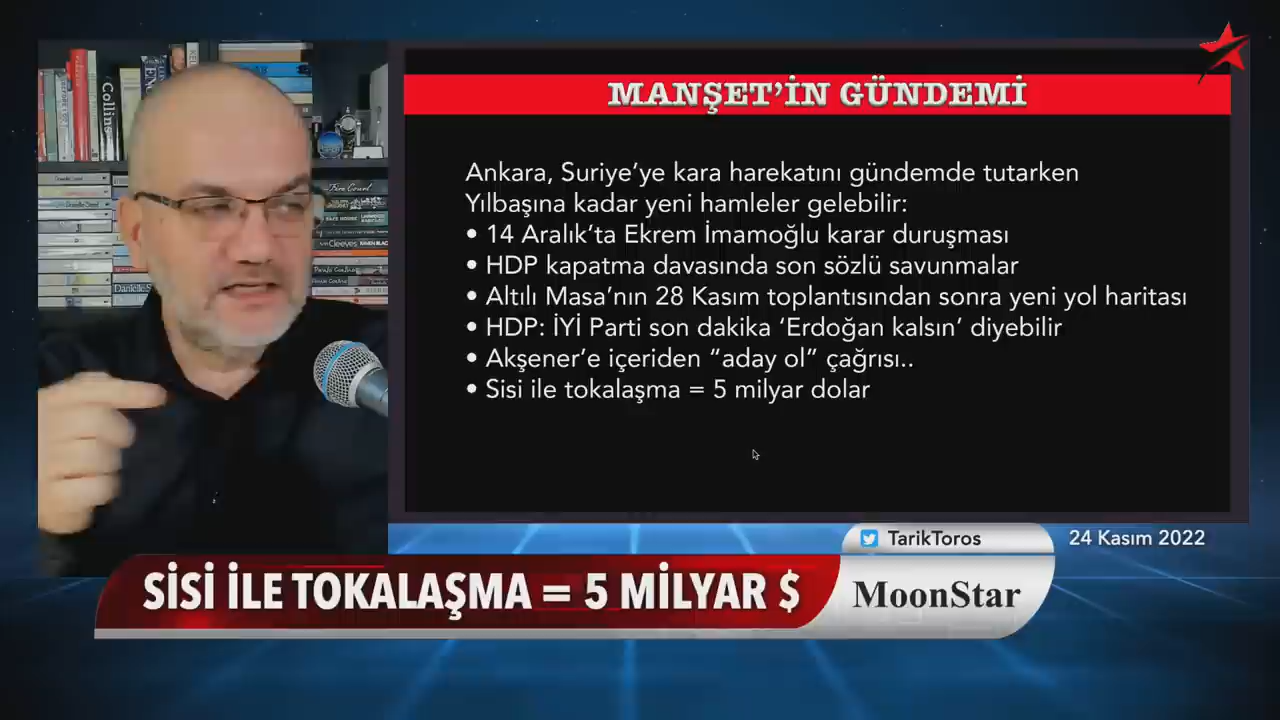 MANŞET'İN GÜNDEMİ
Ankara, Suriye'ye kara harekatını gündemde tutarken
Yılbaşına kadar yeni hamleler gelebilir:
• 14 Aralık'ta Ekrem İmamoğlu karar duruşması
• HDP kapatma davasında son sözlü savunmalar
• Altılı Masa'nın 28 Kasım toplantısından sonra yeni yol haritası
• HDP: İYİ Parti son dakika 'Erdoğan kalsın' diyebilir
• Akşener'e içeriden "aday ol" çağrısı..
• Sisi ile tokalaşma = 5 milyar dolar
TarikToros
24 Kasım 2022
SİSİ İLE TOKALAŞMA = 5 MİLYAR $
MoonStar
Collins